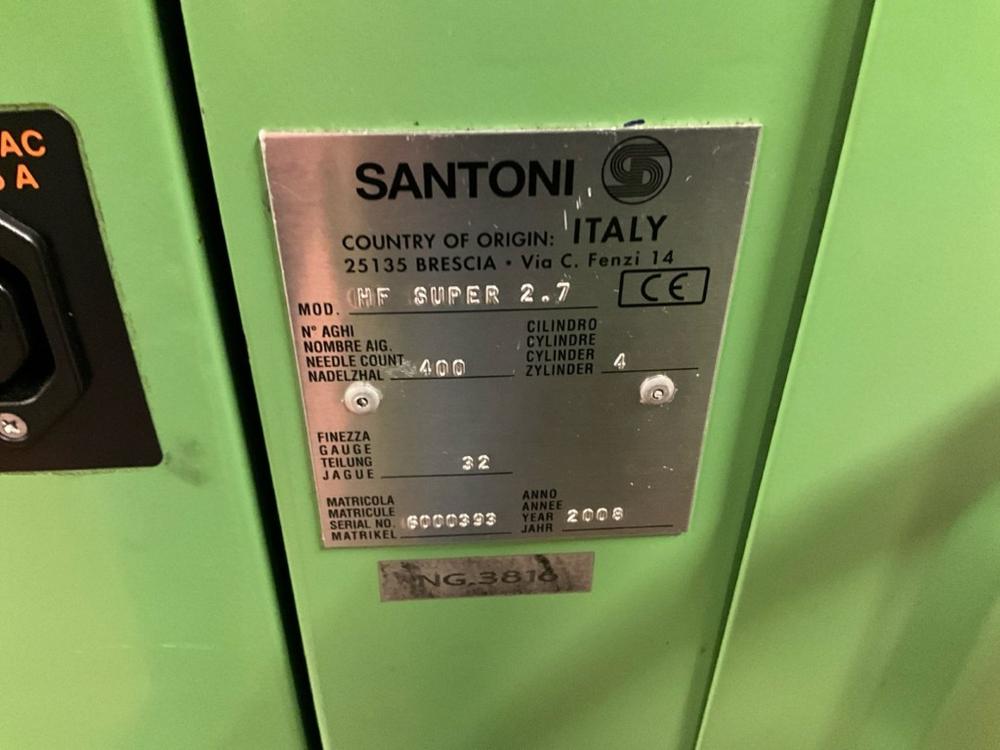 AC
A
SANTONI
COUNTRY OF ORIGIN: ITALY
25135 BRESCIA • Via C. Fenzi 14
MOD. HF SUPER 2.7
CE
N° AGHI
NOMBRE AIG.
NEEDLE COUNT 400
NADELZHAL
CILINDRO
CYLINDRE
CYLINDER 4
ZYLINDER
FINEZZA
GAUGE
TEILUNG 32
JAGUE
MATRICOLA
MATRICULE
SERIAL NO. 6000393
MATRIKEL
ANNO
ANNEE
YEAR 2008
JAHR
NG.3816